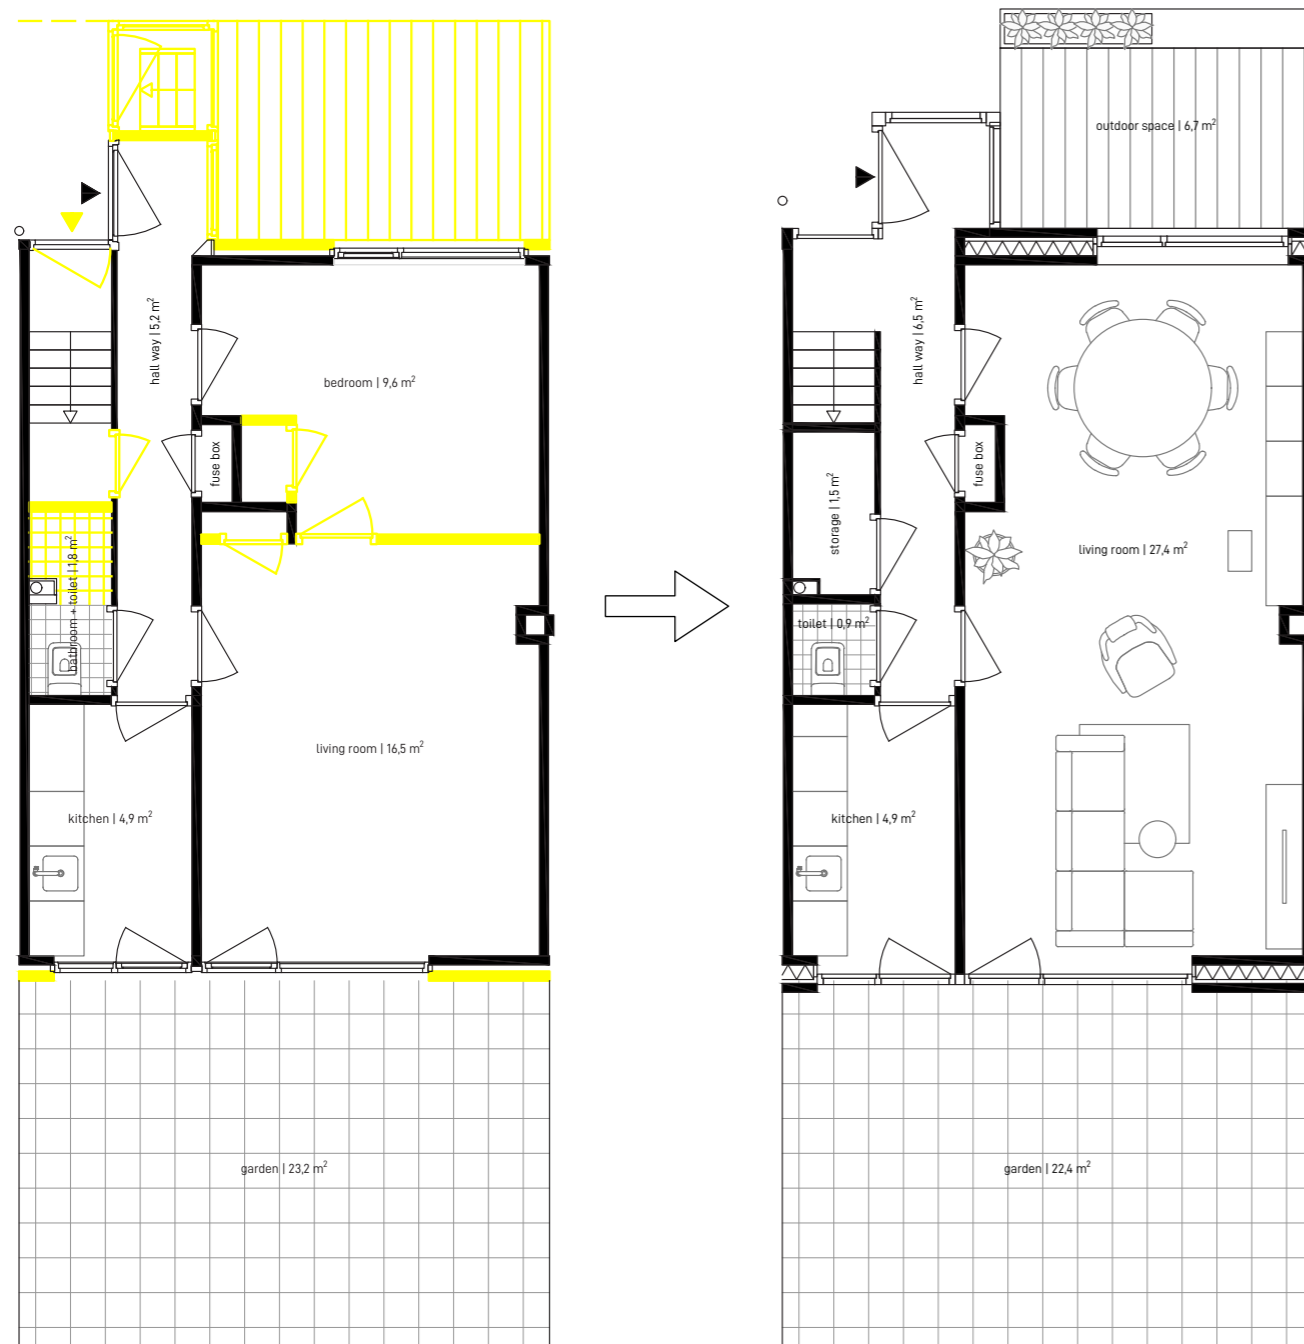 hall way | 5,2 m²
bedroom | 9,6 m²
fuse box
bathroom + toilet | 1,8 m²
living room | 16,5 m²
kitchen | 4,9 m²
garden | 23,2 m²
outdoor space | 6,7 m²
hall way | 6,5 m²
fuse box
storage | 1,5 m²
living room | 27,4 m²
toilet | 0,9 m²
kitchen | 4,9 m²
garden | 22,4 m²